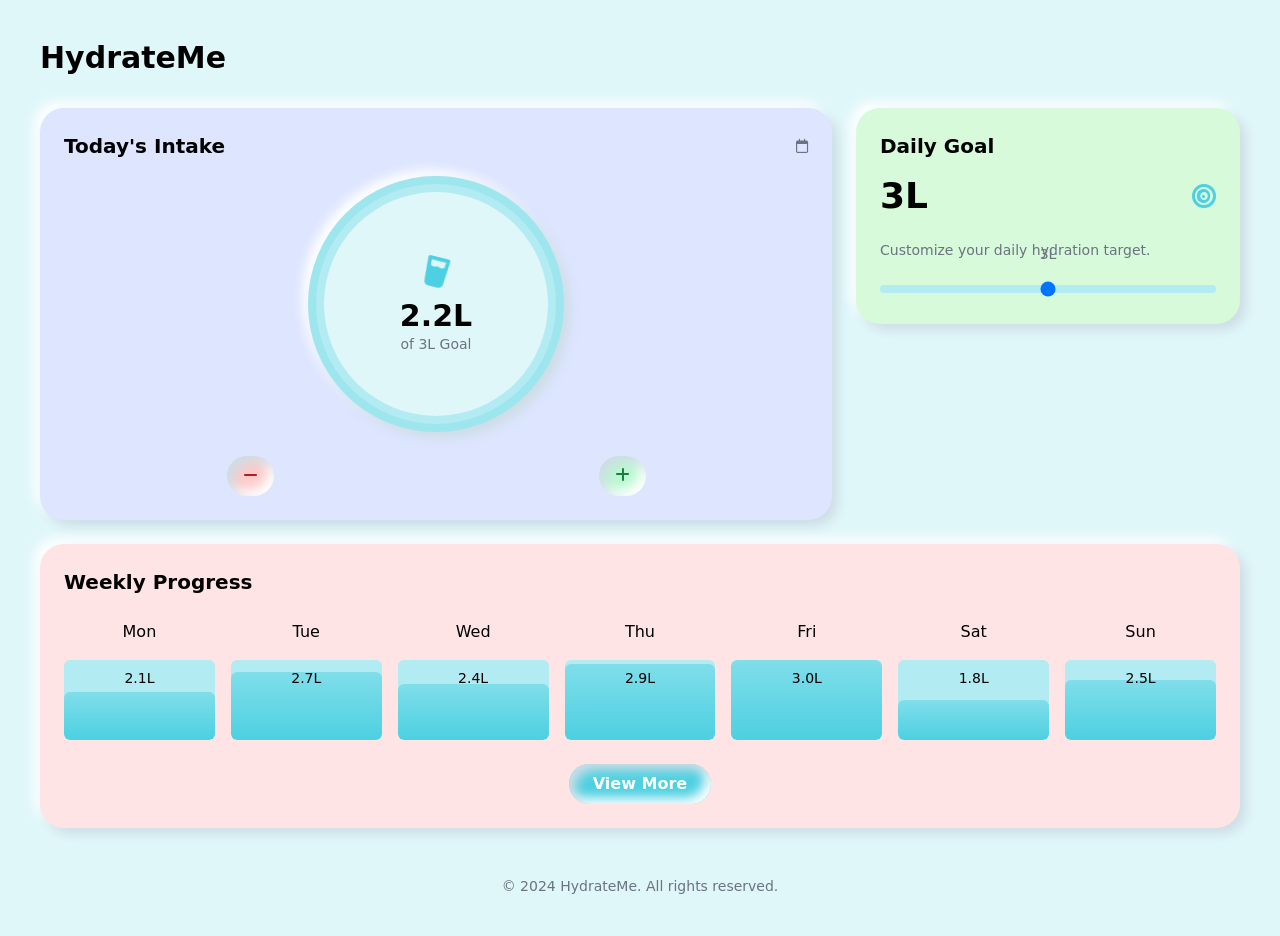 HydrateMe
Today's Intake
2.2L
of 3L Goal
Daily Goal
3L
Customize your daily hydration target.
3L
Weekly Progress
Mon Tue Wed Thu Fri Sat Sun
2.1L 2.7L 2.4L 2.9L 3.0L 1.8L 2.5L
View More
© 2024 HydrateMe. All rights reserved.